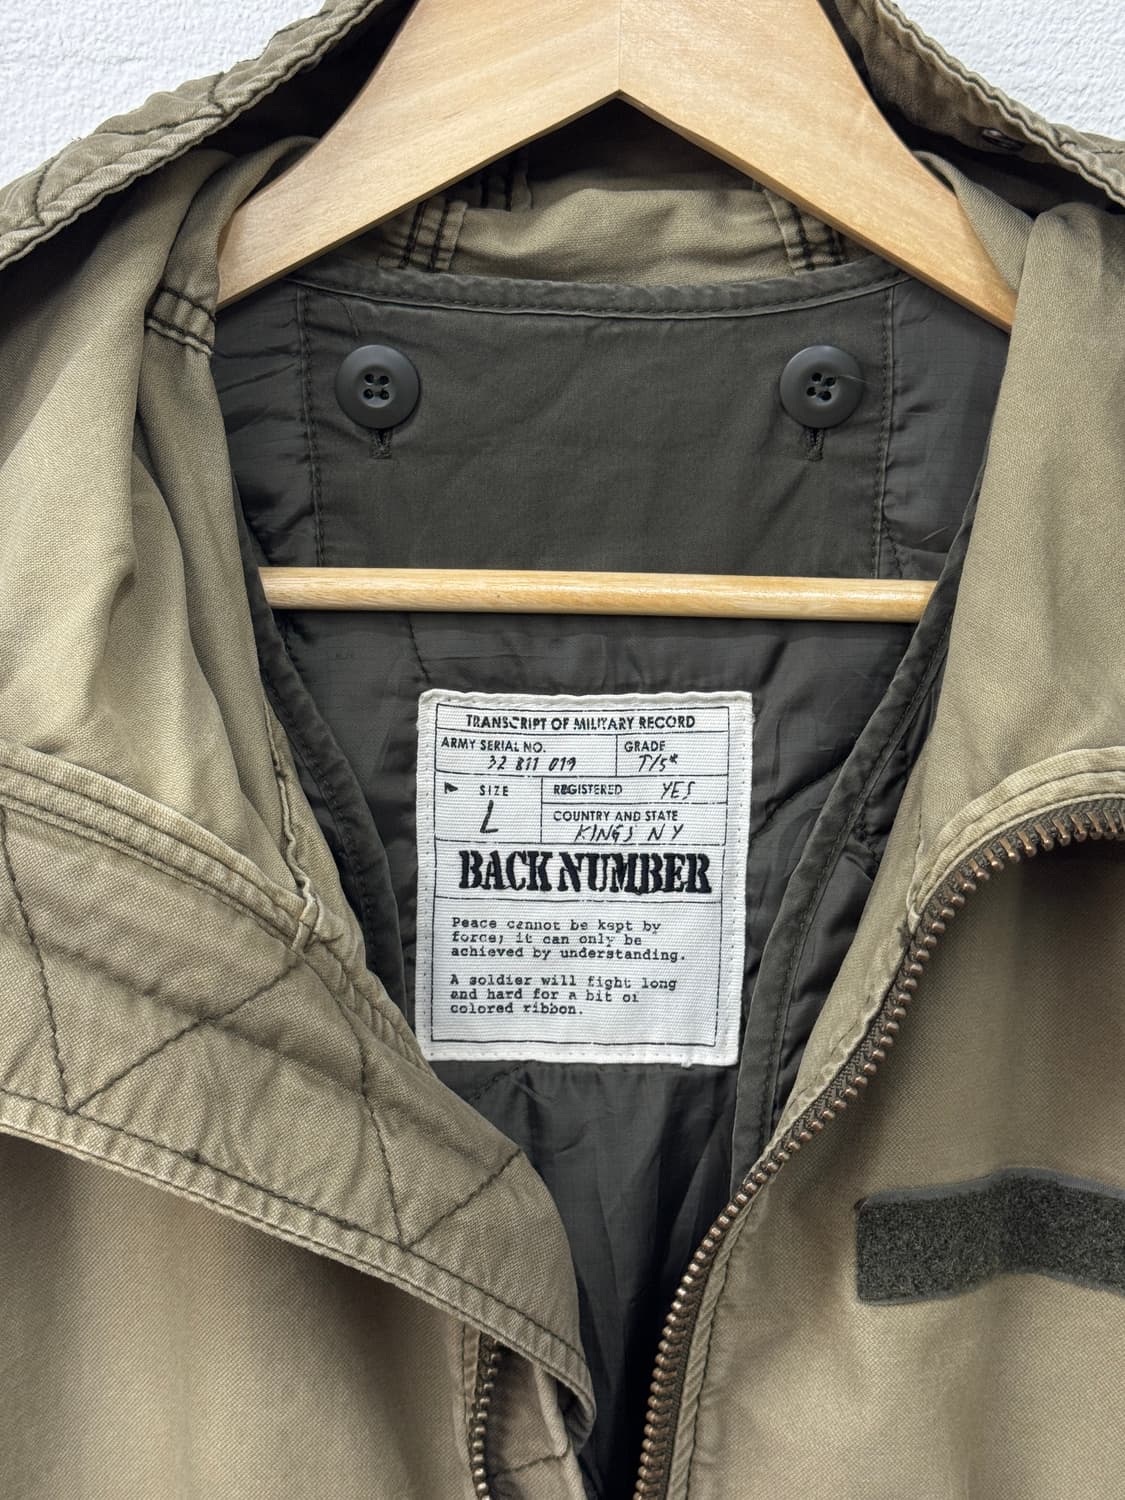 TRANSCRIPT OF MILITARY RECORD
ARMY SERIAL NO. GRADE
32 811 019 T/5*
SIZE REGISTERED YES
L COUNTRY AND STATE
KINGS NY
BACK NUMBER
Peace cannot be kept by
force; it can only be
achieved by understanding.
A soldier will fight long
and hard for a bit of
colored ribbon.